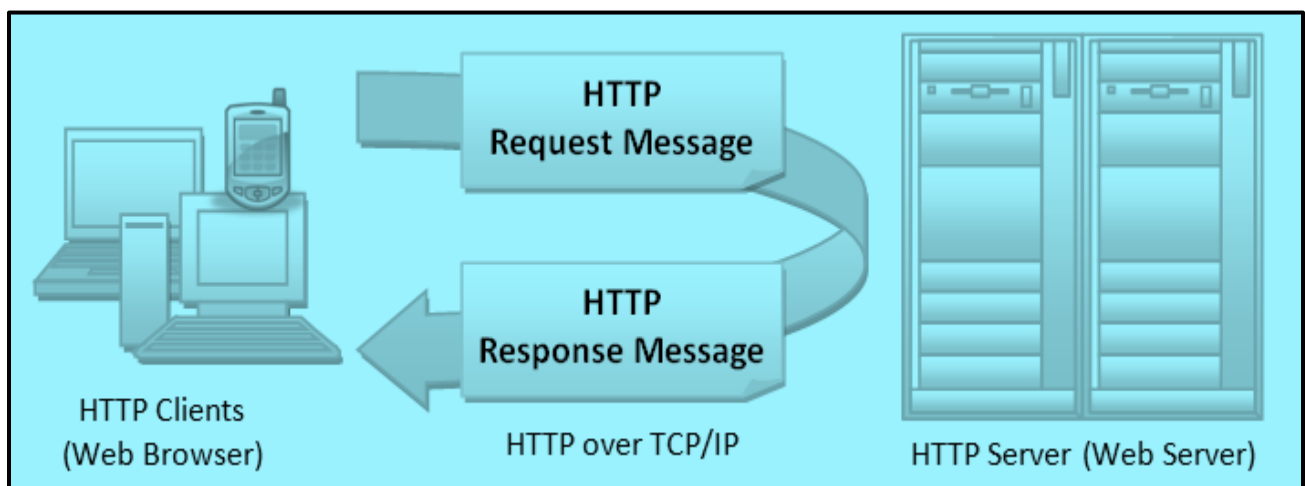 HTTP
Request Message
HTTP
Response Message
HTTP Clients
(Web Browser)
HTTP over TCP/IP
HTTP Server (Web Server)